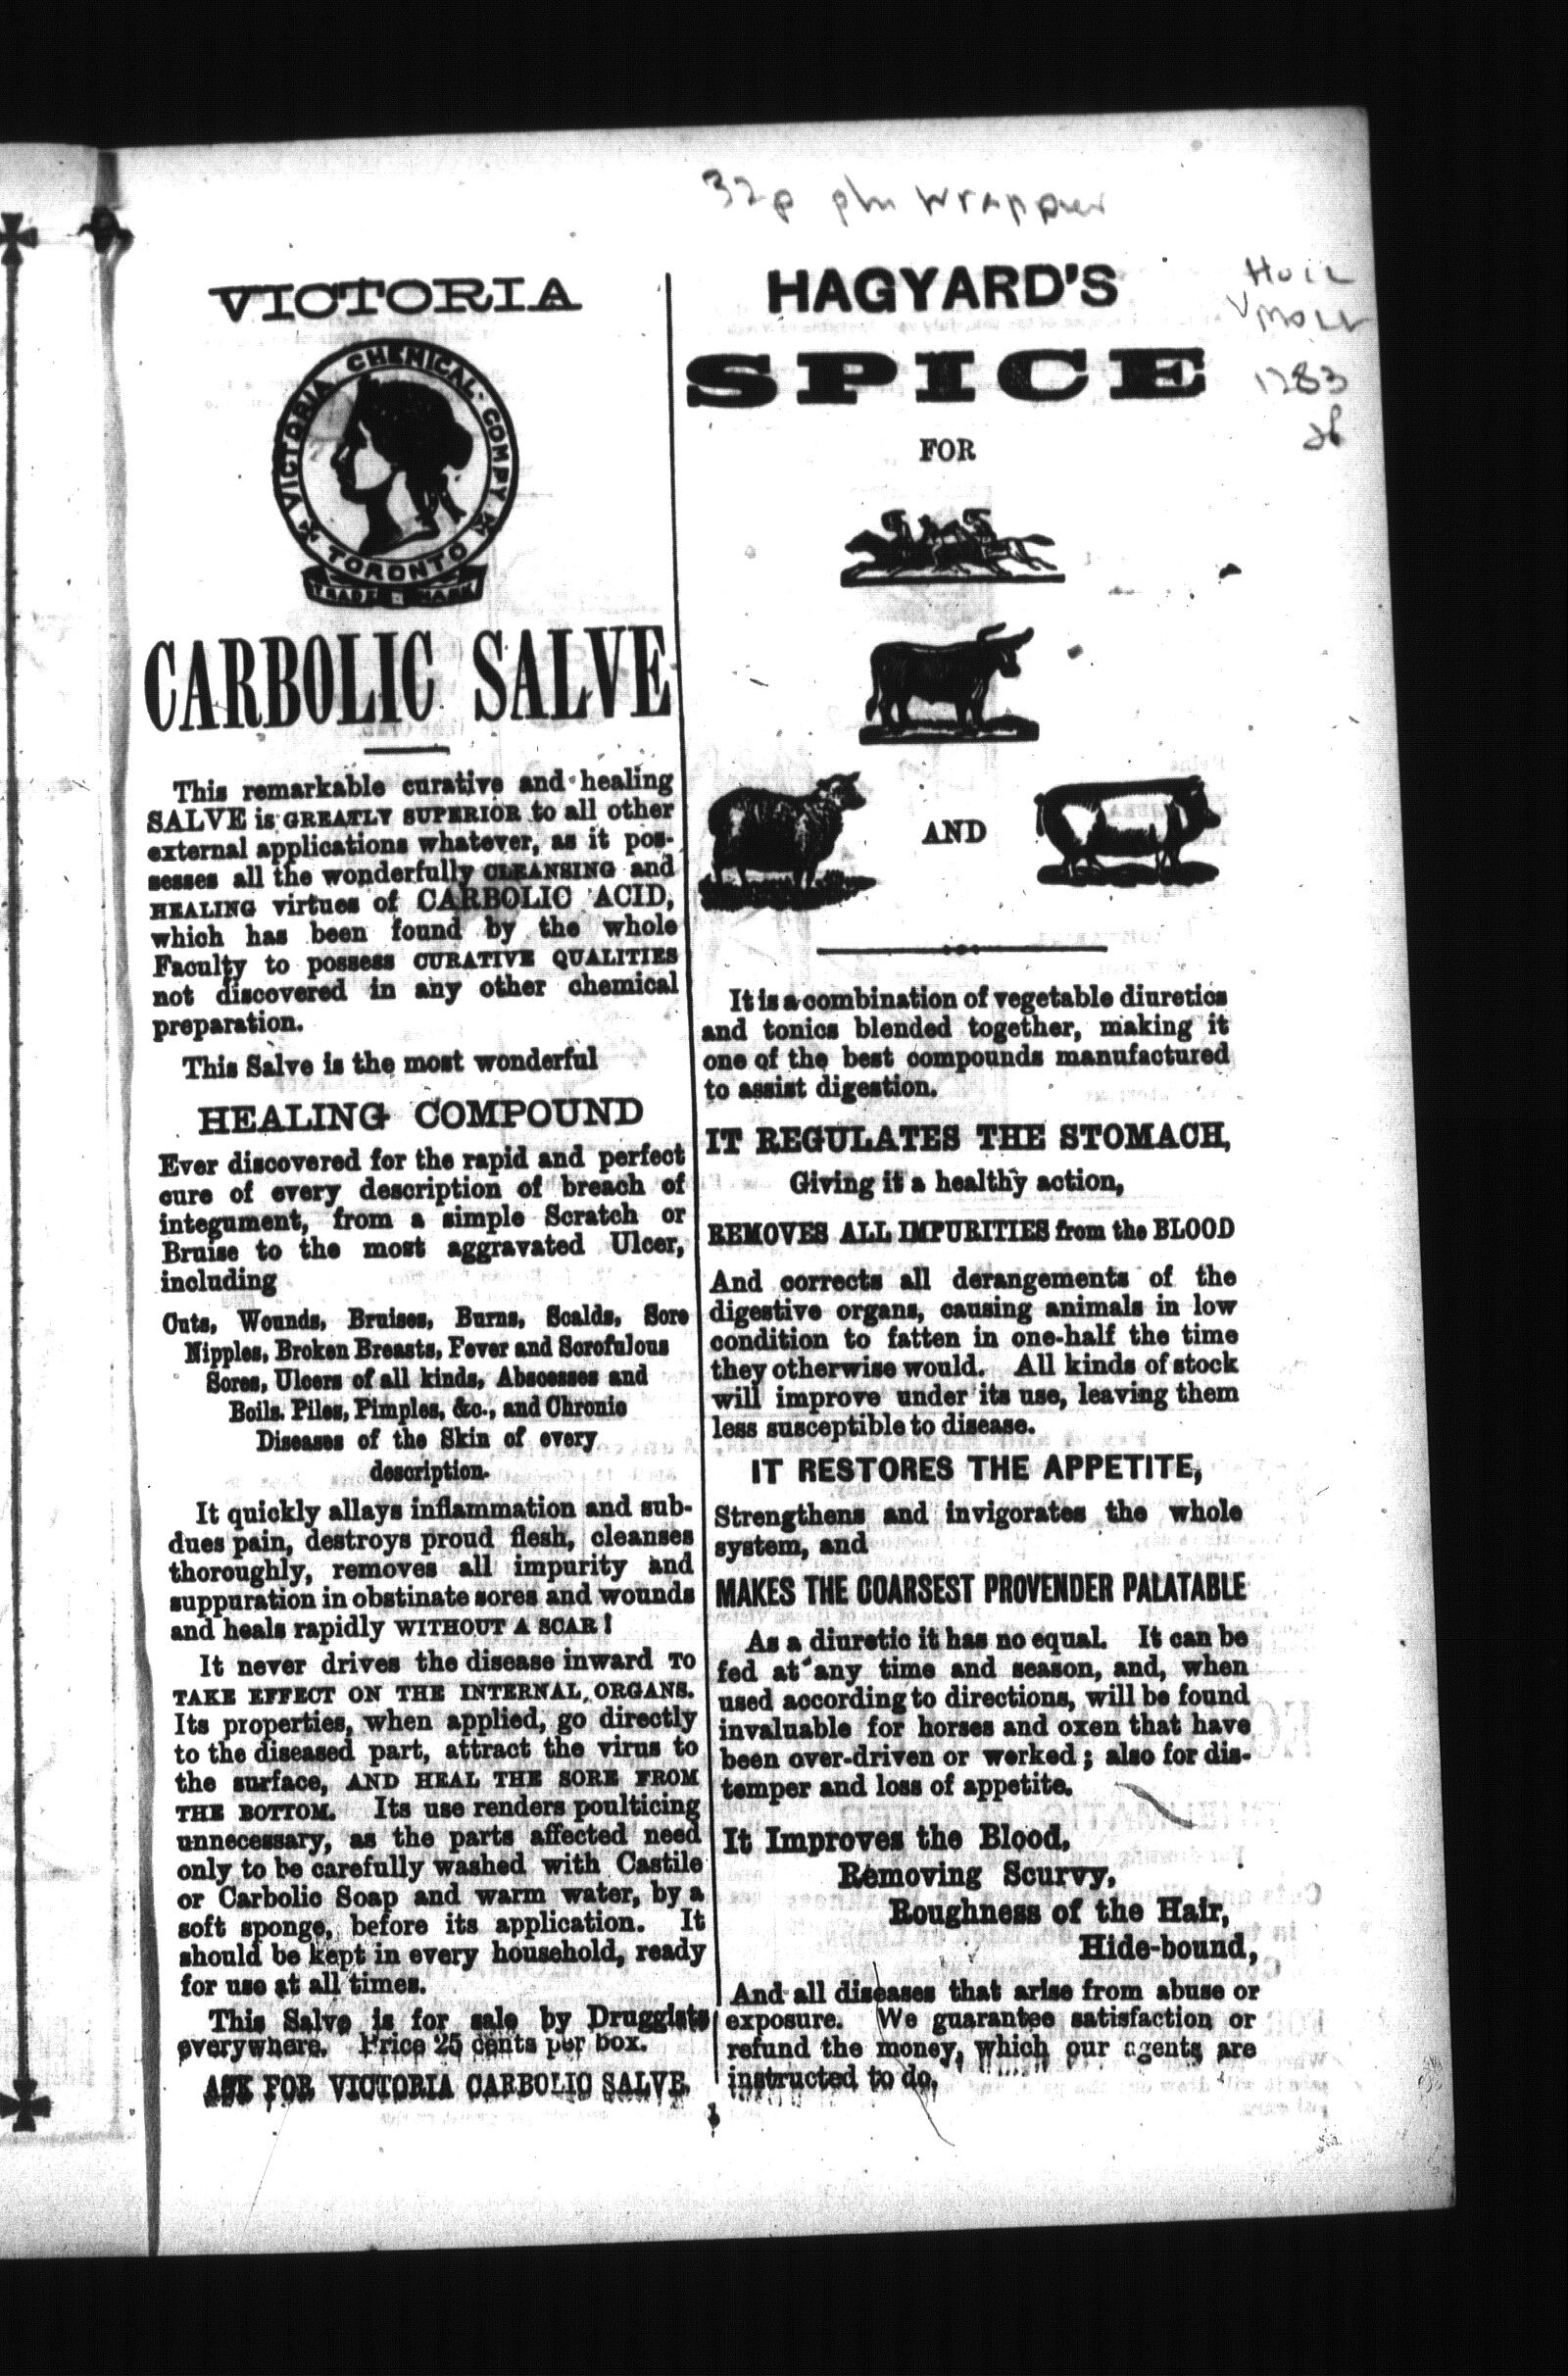 32p plus wrapper
VICTORIA
VICTORIA CHEMICAL COMPY
TORONTO
TRADE MARK
CARBOLIC SALVE
This remarkable curative and healing
SALVE is GREATLY SUPERIOR to all other
external applications whatever, as it pos-
sesses all the wonderfully CLEANSING and
HEALING virtues of CARBOLIC ACID,
which has been found by the whole
Faculty to possess CURATIVE QUALITIES
not discovered in any other chemical
preparation.
This Salve is the most wonderful
HEALING COMPOUND
Ever discovered for the rapid and perfect
cure of every description of breach of
integument, from a simple Scratch or
Bruise to the most aggravated Ulcer,
including
Cuts, Wounds, Bruises, Burns, Scalds, Sore
Nipples, Broken Breasts, Fever and Scrofulous
Sores, Ulcers of all kinds, Abscesses and
Boils. Piles, Pimples, &c., and Chronic
Diseases of the Skin of every
description.
It quickly allays inflammation and sub-
dues pain, destroys proud flesh, cleanses
thoroughly, removes all impurity and
suppuration in obstinate sores and wounds
and heals rapidly WITHOUT A SCAR!
It never drives the disease inward TO
TAKE EFFECT ON THE INTERNAL ORGANS.
Its properties, when applied, go directly
to the diseased part, attract the virus to
the surface, AND HEAL THE SORE FROM
THE BOTTOM. Its use renders poulticing
unnecessary, as the parts affected need
only to be carefully washed with Castile
or Carbolic Soap and warm water, by a
soft sponge, before its application. It
should be kept in every household, ready
for use at all times.
This Salve is for sale by Druggists
everywhere. Price 25 cents per box.
ASK FOR VICTORIA CARBOLIC SALVE.
HAGYARD'S
SPICE
FOR
AND
It is a combination of vegetable diuretics
and tonics blended together, making it
one of the best compounds manufactured
to assist digestion.
IT REGULATES THE STOMACH,
Giving it a healthy action,
REMOVES ALL IMPURITIES from the BLOOD
And corrects all derangements of the
digestive organs, causing animals in low
condition to fatten in one-half the time
they otherwise would. All kinds of stock
will improve under its use, leaving them
less susceptible to disease.
IT RESTORES THE APPETITE,
Strengthens and invigorates the whole
system, and
MAKES THE COARSEST PROVENDER PALATABLE
As a diuretic it has no equal. It can be
fed at any time and season, and, when
used according to directions, will be found
invaluable for horses and oxen that have
been over-driven or worked; also for dis-
temper and loss of appetite.
It Improves the Blood,
Removing Scurvy,
Roughness of the Hair,
Hide-bound,
And all diseases that arise from abuse or
exposure. We guarantee satisfaction or
refund the money, which our agents are
instructed to do.
1283